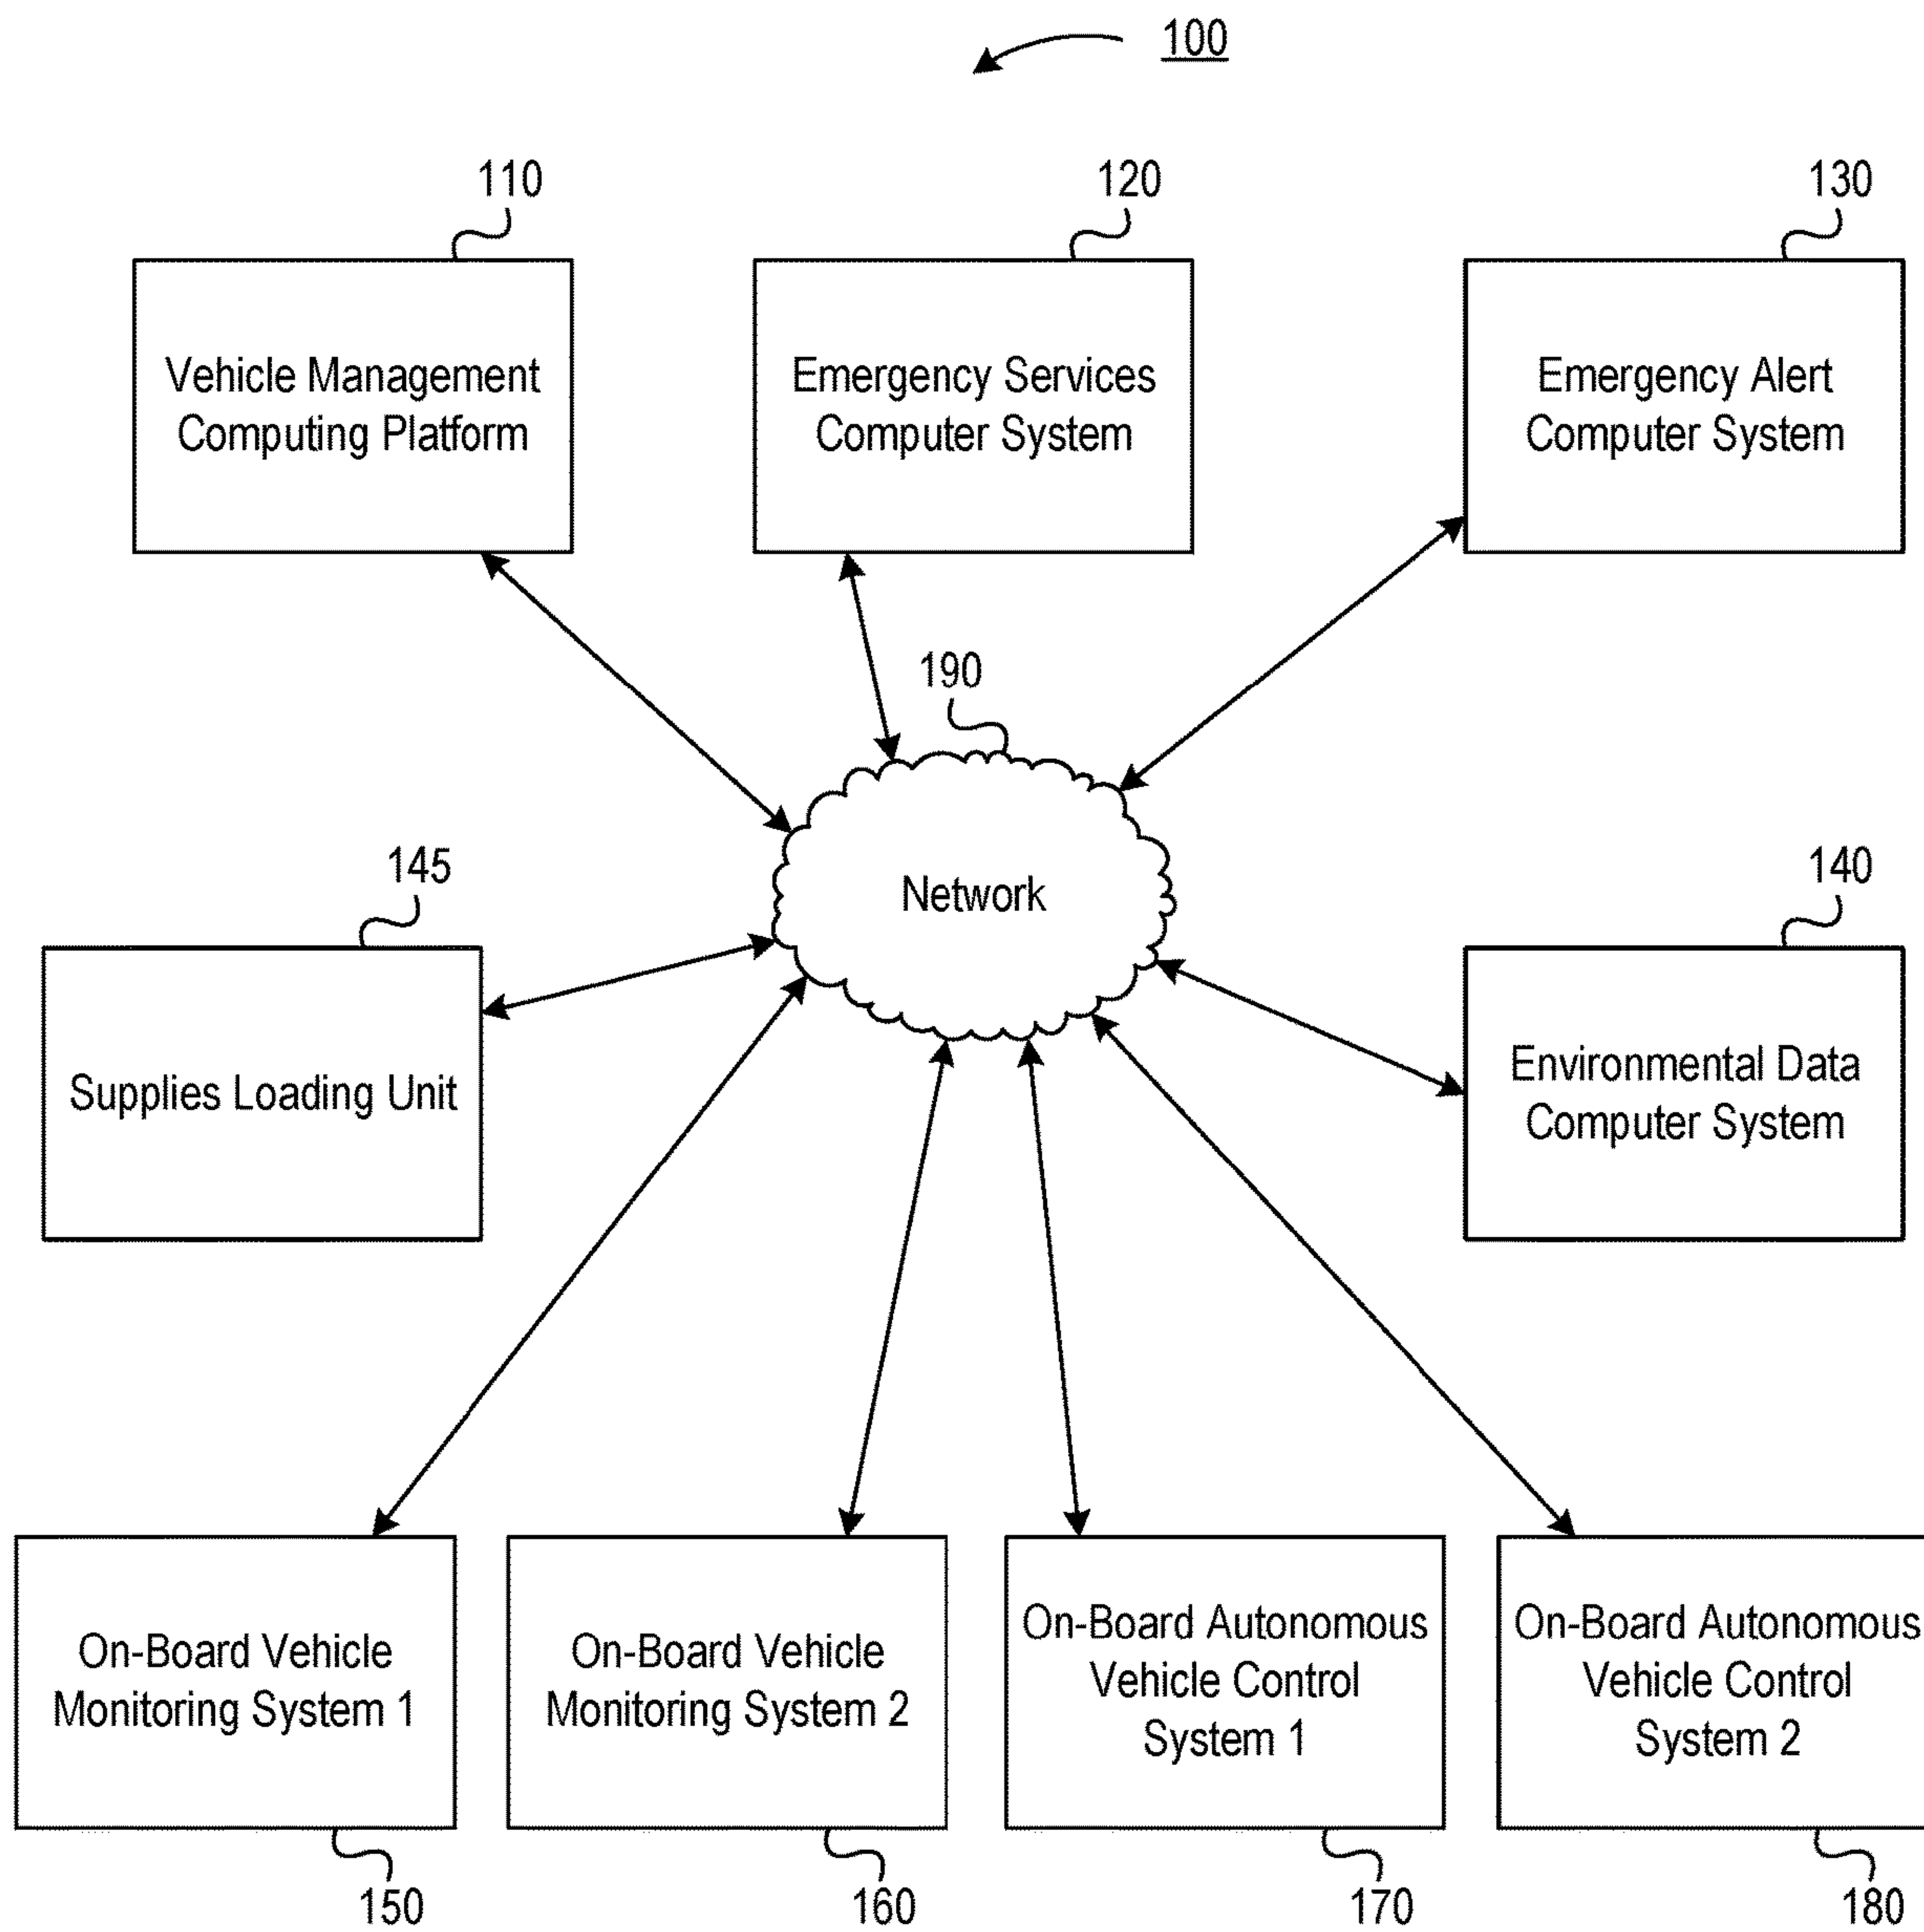 100
110
120
130
Vehicle Management
Computing Platform
Emergency Services
Computer System
Emergency Alert
Computer System
190
145
Network
140
Supplies Loading Unit
Environmental Data
Computer System
On-Board Vehicle
Monitoring System 1
On-Board Vehicle
Monitoring System 2
On-Board Autonomous
Vehicle Control
System 1
On-Board Autonomous
Vehicle Control
System 2
150
160
170
180